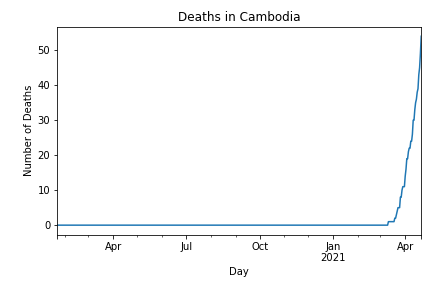 Deaths in Cambodia
Number of Deaths
50
40
30
20
10
0
Apr
Jul
Oct
Jan
2021
Apr
Day